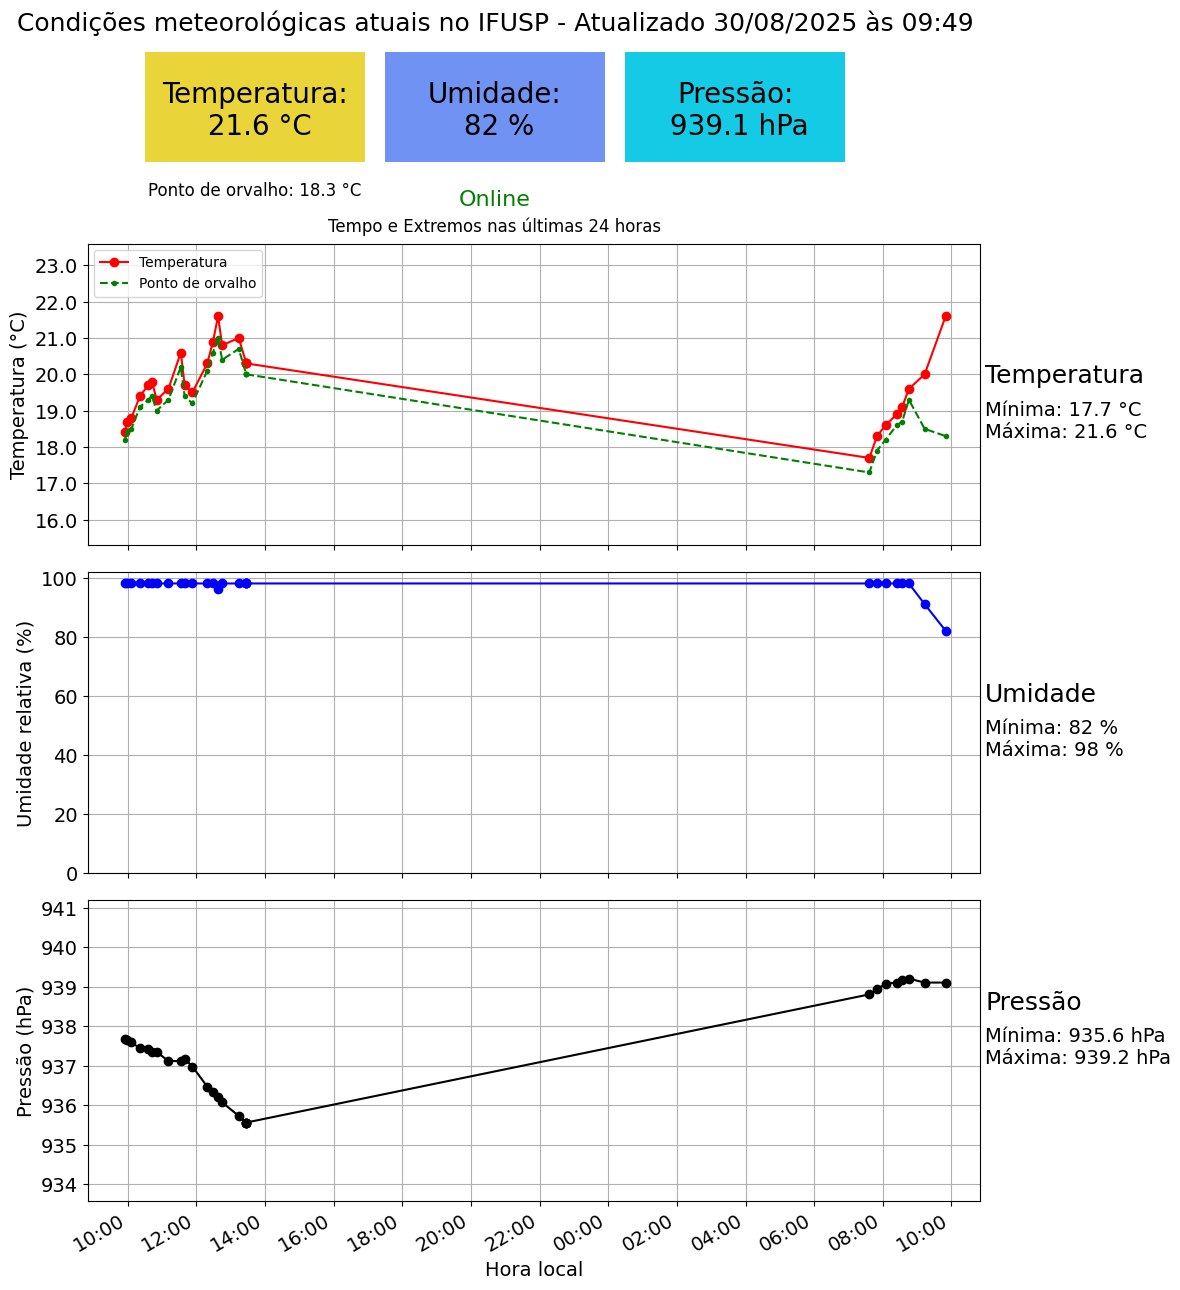 Condições meteorológicas atuais no IFUSP - Atualizado 30/08/2025 às 09:49
Temperatura:
21.6 °C
Umidade:
82 %
Pressão:
939.1 hPa
Ponto de orvalho: 18.3 °C
Online
Tempo e Extremos nas últimas 24 horas
Temperatura
Ponto de orvalho
Temperatura (°C)
23.0
22.0
21.0
20.0
19.0
18.0
17.0
16.0
Temperatura
Mínima: 17.7 °C
Máxima: 21.6 °C
Umidade relativa (%)
100
80
60
40
20
0
Umidade
Mínima: 82 %
Máxima: 98 %
Pressão (hPa)
941
940
939
938
937
936
935
934
Pressão
Mínima: 935.6 hPa
Máxima: 939.2 hPa
10:00 12:00 14:00 16:00 18:00 20:00 22:00 00:00 02:00 04:00 06:00 08:00 10:00
Hora local